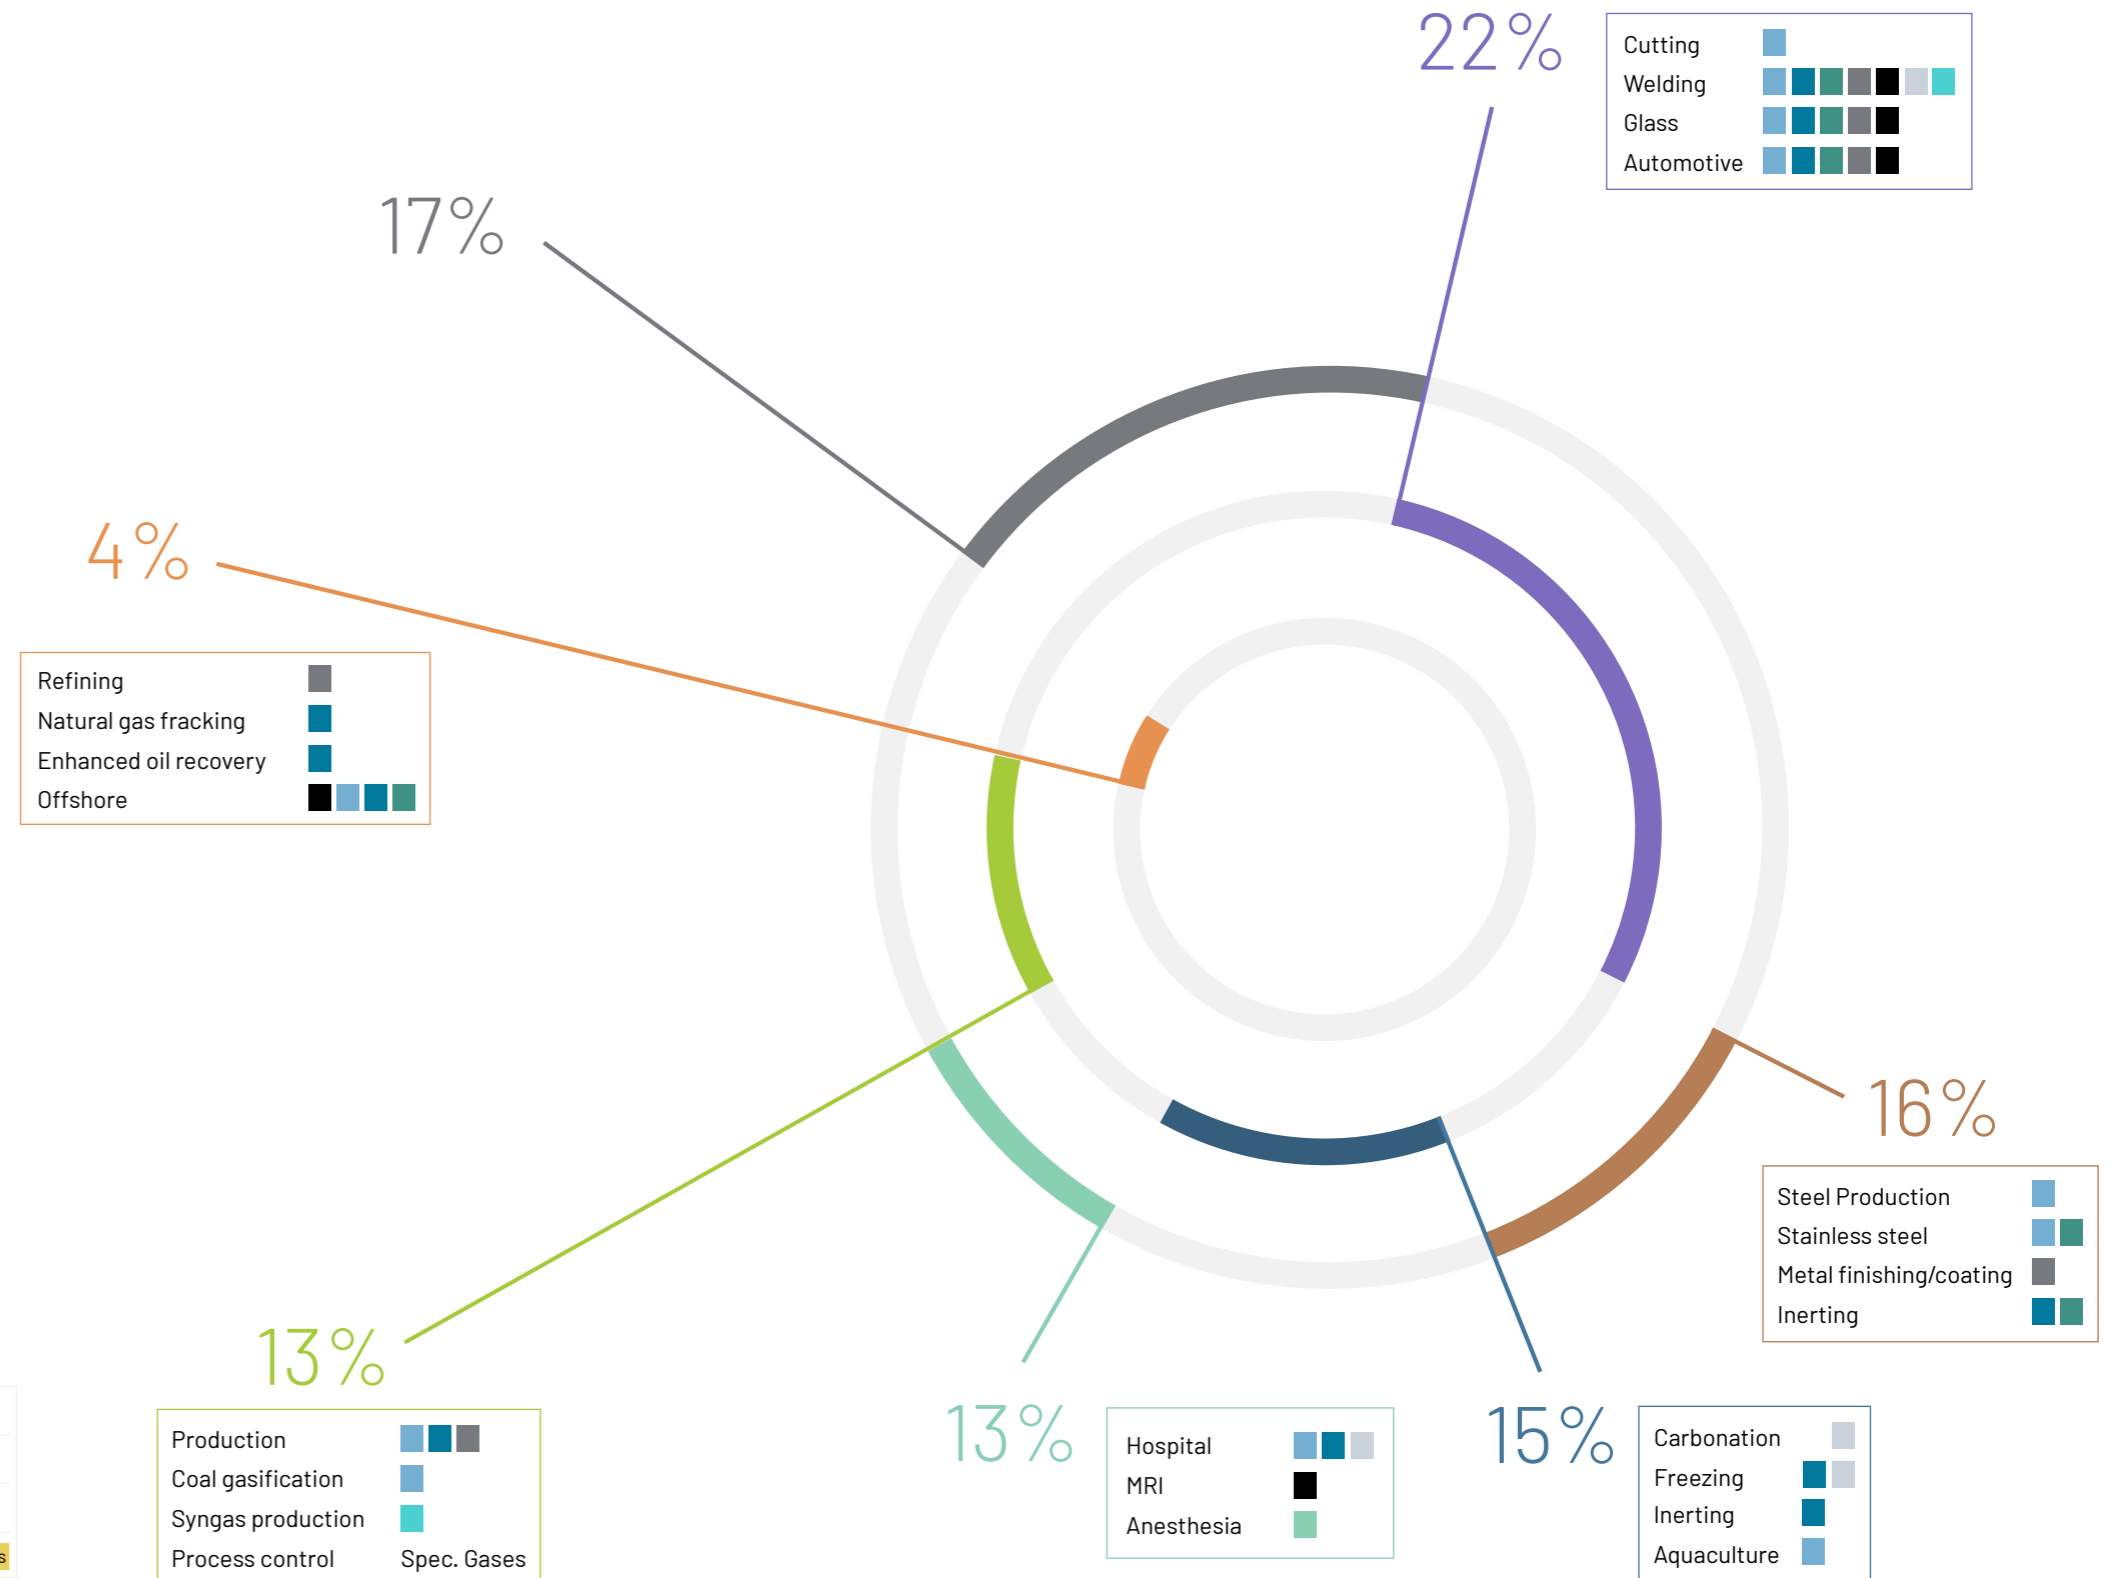 22%
Cutting
Welding
Glass
Automotive
17%
4%
Refining
Natural gas fracking
Enhanced oil recovery
Offshore
16%
Steel Production
Stainless steel
Metal finishing/coating
Inerting
13%
Production
Coal gasification
Syngas production
Process control Spec. Gases
13%
Hospital
MRI
Anesthesia
15%
Carbonation
Freezing
Inerting
Aquaculture